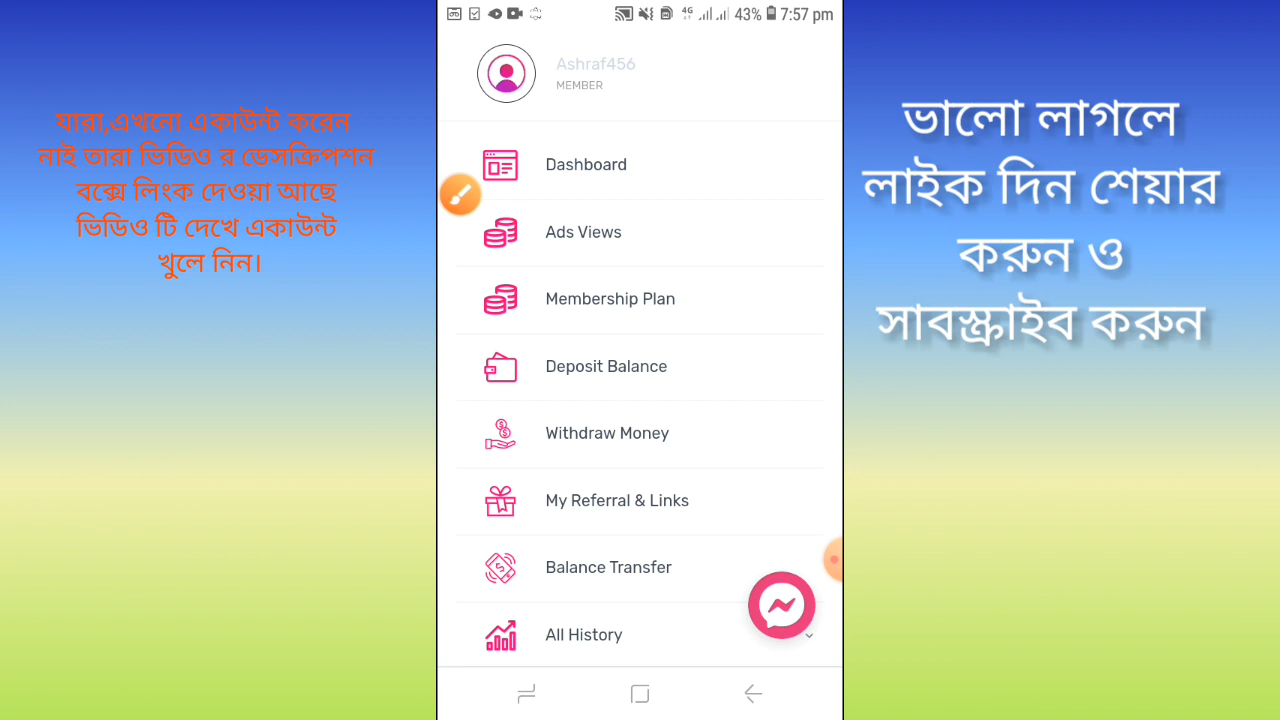 যারা,এখনো একাউন্ট করেন
নাই তারা ভিডিও র ডেসক্রিপশন
বক্সে লিংক দেওয়া আছে
ভিডিও টি দেখে একাউন্ট
খুলে নিন।
4G 43% 7:57 pm
Ashraf456
MEMBER
Dashboard
Ads Views
Membership Plan
Deposit Balance
Withdraw Money
My Referral & Links
Balance Transfer
All History
ভালো লাগলে
লাইক দিন শেয়ার
করুন ও
সাবস্ক্রাইব করুন